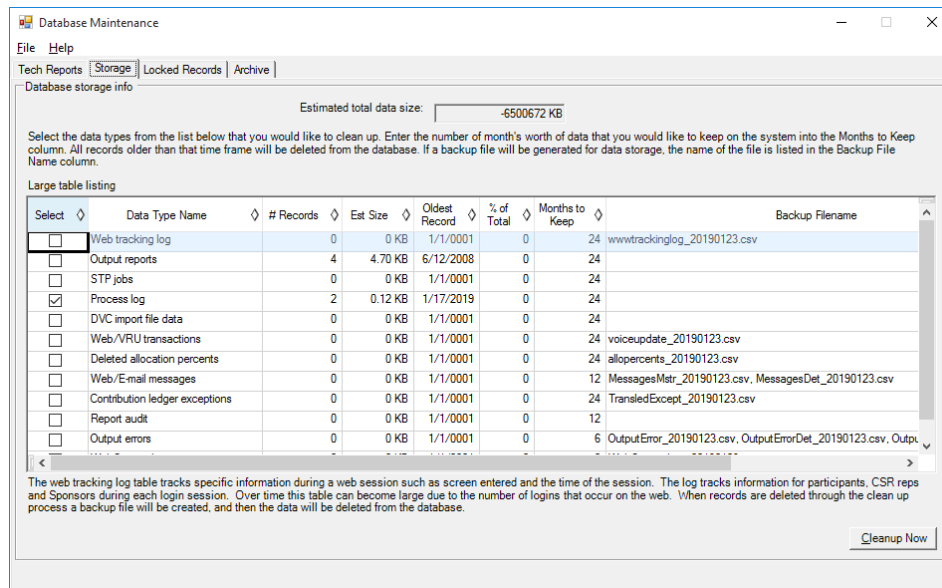 Database Maintenance
File Help
Tech Reports Storage Locked Records Archive
Database storage info
Estimated total data size: -6500672 KB
Select the data types from the list below that you would like to clean up. Enter the number of month's worth of data that you would like to keep on the system into the Months to Keep
column. All records older than that time frame will be deleted from the database. If a backup file will be generated for data storage, the name of the file is listed in the Backup File
Name column.
Large table listing
Select Data Type Name # Records Est Size Oldest Record % of Total Months to Keep Backup Filename
Web tracking log 0 0 KB 1/1/0001 0 24 wwwtrackinglog_20190123.csv
Output reports 4 4.70 KB 6/12/2008 0 24
STP jobs 0 0 KB 1/1/0001 0 24
Process log 2 0.12 KB 1/17/2019 0 24
DVC import file data 0 0 KB 1/1/0001 0 24
Web/VRU transactions 0 0 KB 1/1/0001 0 24 voiceupdate_20190123.csv
Deleted allocation percents 0 0 KB 1/1/0001 0 24 allopercents_20190123.csv
Web/E-mail messages 0 0 KB 1/1/0001 0 12 MessagesMstr_20190123.csv, MessagesDet_20190123.csv
Contribution ledger exceptions 0 0 KB 1/1/0001 0 24 TransledExcept_20190123.csv
Report audit 0 0 KB 1/1/0001 0 12
Output errors 0 0 KB 1/1/0001 0 6 OutputError_20190123.csv, OutputErrorDet_20190123.csv, Outpu
The web tracking log table tracks specific information during a web session such as screen entered and the time of the session. The log tracks information for participants, CSR reps
and Sponsors during each login session. Over time this table can become large due to the number of logins that occur on the web. When records are deleted through the clean up
process a backup file will be created, and then the data will be deleted from the database.
Cleanup Now